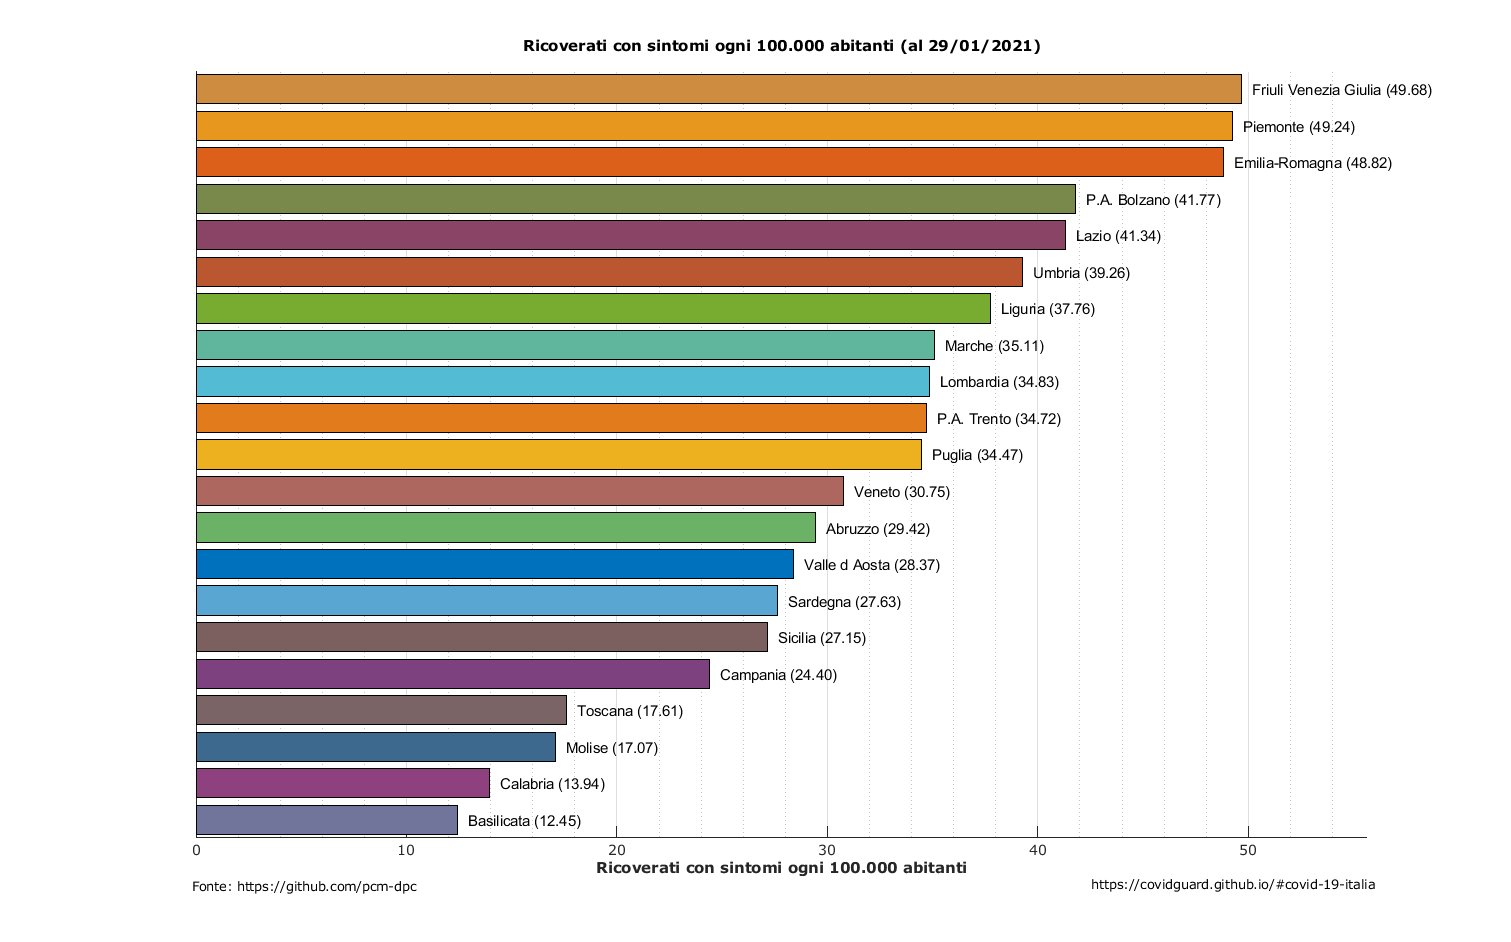 Ricoverati con sintomi ogni 100.000 abitanti (al 29/01/2021)
Friuli Venezia Giulia (49.68)
Piemonte (49.24)
Emilia-Romagna (48.82)
P.A. Bolzano (41.77)
Lazio (41.34)
Umbria (39.26)
Liguria (37.76)
Marche (35.11)
Lombardia (34.83)
P.A. Trento (34.72)
Puglia (34.47)
Veneto (30.75)
Abruzzo (29.42)
Valle d Aosta (28.37)
Sardegna (27.63)
Sicilia (27.15)
Campania (24.40)
Toscana (17.61)
Molise (17.07)
Calabria (13.94)
Basilicata (12.45)
0 10 20 30 40 50
Ricoverati con sintomi ogni 100.000 abitanti
Fonte: https://github.com/pcm-dpc
https://covidguard.github.io/#covid-19-italia